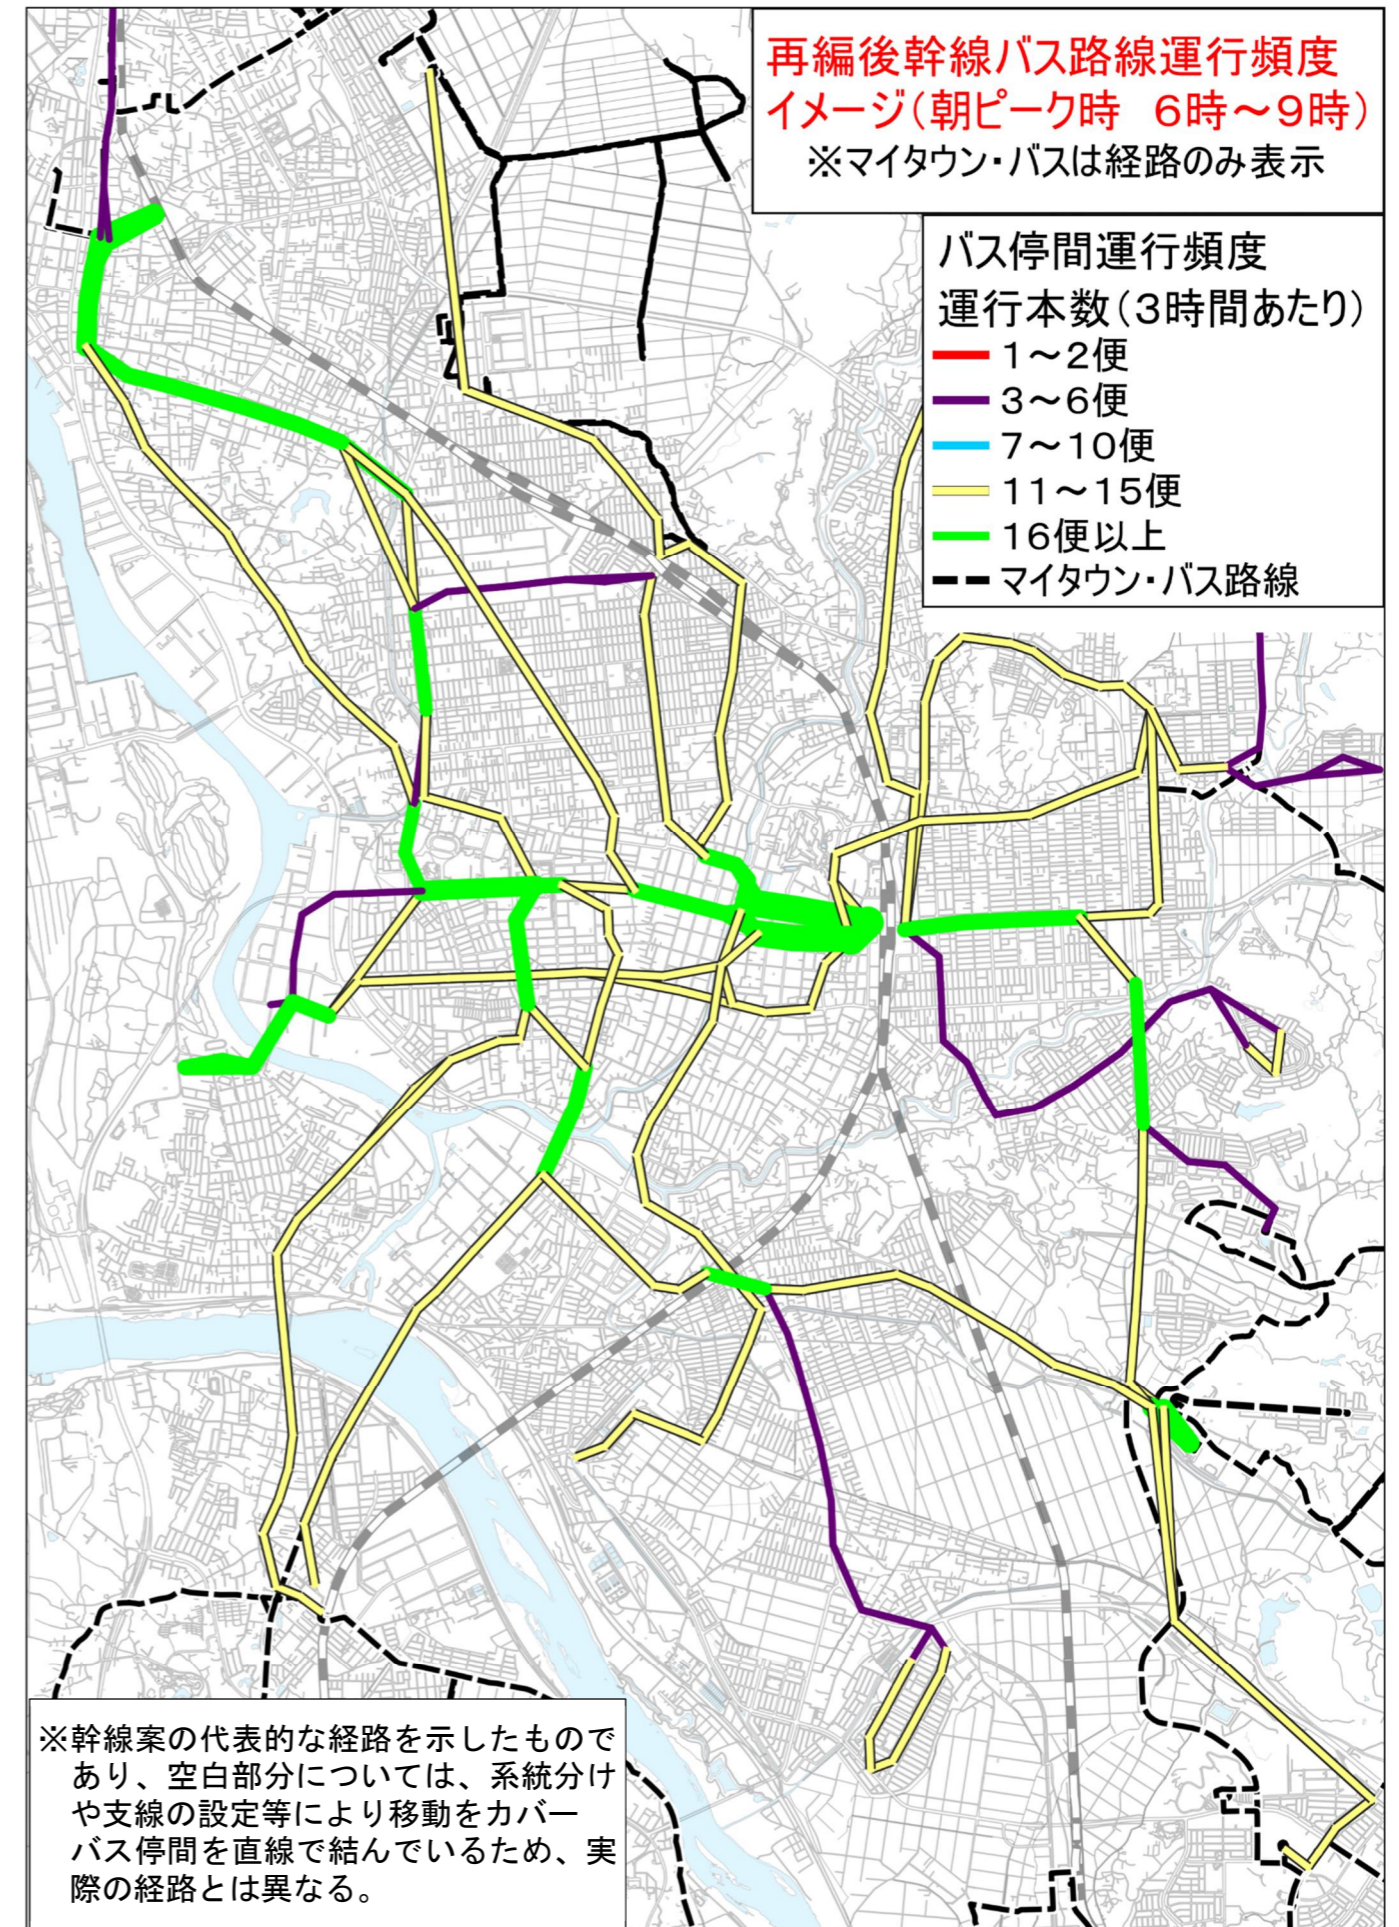 再編後幹線バス路線運行頻度
イメージ(朝ピーク時 6時～9時)
※マイタウン・バスは経路のみ表示
バス停間運行頻度
運行本数(3時間あたり)
1～2便
3～6便
7～10便
11～15便
16便以上
マイタウン・バス路線
※幹線案の代表的な経路を示したもので
あり、空白部分については、系統分け
や支線の設定等により移動をカバー
バス停間を直線で結んでいるため、実
際の経路とは異なる。